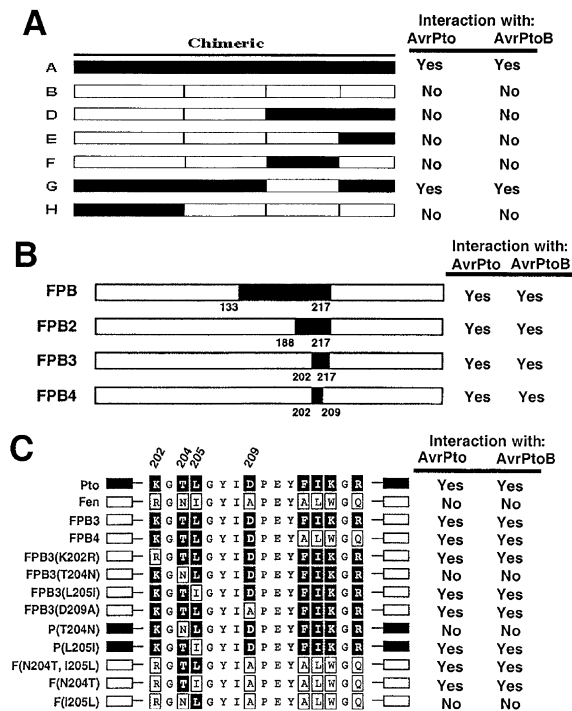 A
Chimeric
Interaction with:
AvrPto AvrPtoB
A Yes Yes
B No No
D No No
E No No
F No No
G Yes Yes
H No No
B
Interaction with:
AvrPto AvrPtoB
FPB Yes Yes
133 217
FPB2 Yes Yes
188 217
FPB3 Yes Yes
202 217
FPB4 Yes Yes
202 209
C
Interaction with:
202 204 205 209 AvrPto AvrPtoB
Pto K G T L G Y I D P E Y F I K G R Yes Yes
Fen R G N I G Y I A P E Y A L W G Q No No
FPB3 K G T L G Y I D P E Y F I K G R Yes Yes
FPB4 K G T L G Y I D P E Y A L W G Q Yes Yes
FPB3(K202R) R G T L G Y I D P E Y F I K G R Yes Yes
FPB3(T204N) K G N L G Y I D P E Y F I K G R No No
FPB3(L205I) K G T I G Y I D P E Y F I K G R Yes Yes
FPB3(D209A) K G T L G Y I A P E Y F I K G R Yes Yes
P(T204N) K G N L G Y I D P E Y F I K G R No No
P(L205I) K G T I G Y I D P E Y F I K G R Yes Yes
F(N204T, I205L) R G T L G Y I A P E Y A L W G Q Yes Yes
F(N204T) R G T I G Y I A P E Y A L W G Q Yes Yes
F(I205L) R G N L G Y I A P E Y A L W G Q No No